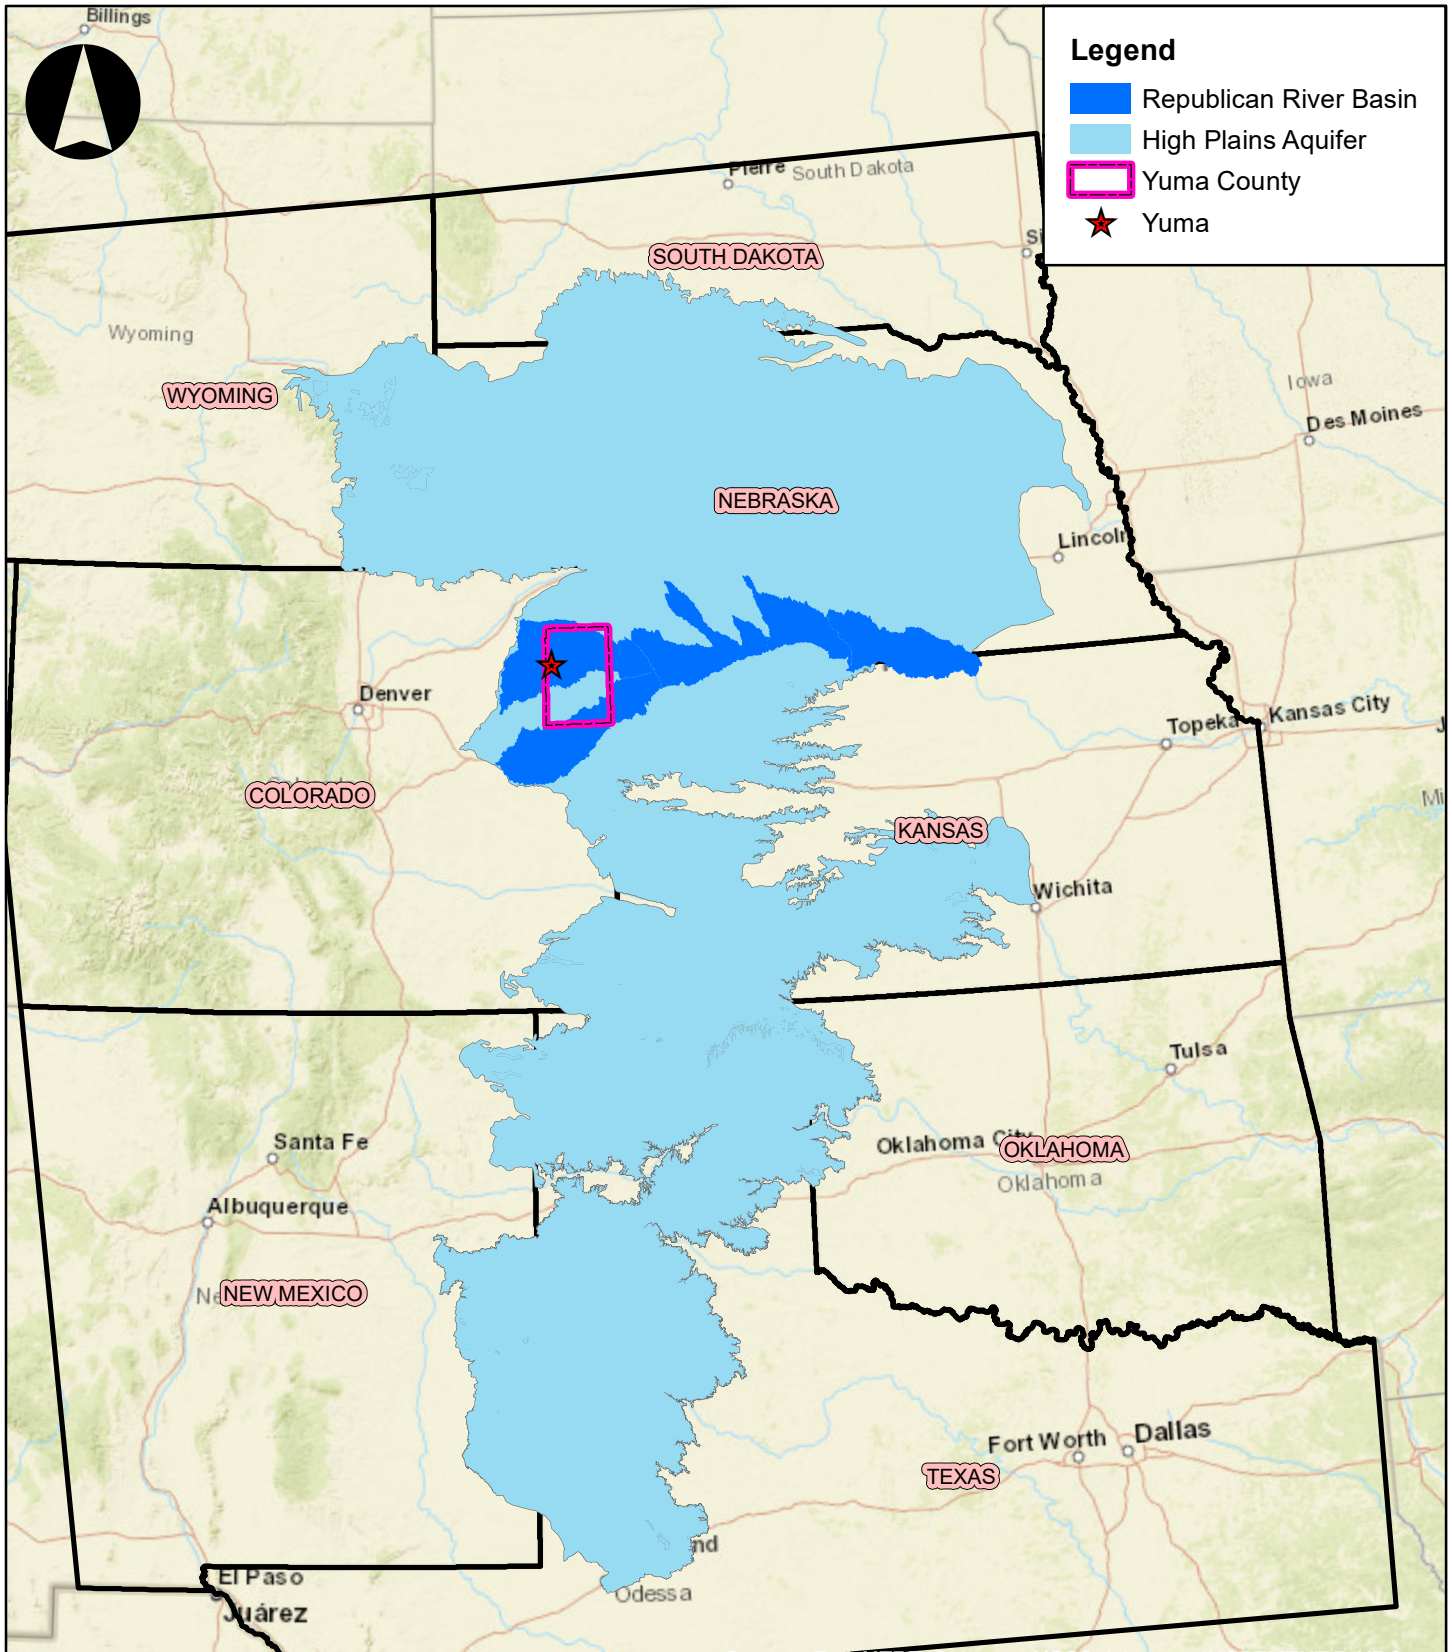 Billings
Legend
Republican River Basin
High Plains Aquifer
Yuma County
Yuma
Pierre
South Dakota
SOUTH DAKOTA
Wyoming
WYOMING
Iowa
Des Moines
NEBRASKA
Lincoln
Denver
Topeka
Kansas City
COLORADO
KANSAS
Wichita
Tulsa
Santa Fe
Oklahoma City
OKLAHOMA
Oklahoma
Albuquerque
NEW MEXICO
Fort Worth
Dallas
TEXAS
Odessa
El Paso
Juárez